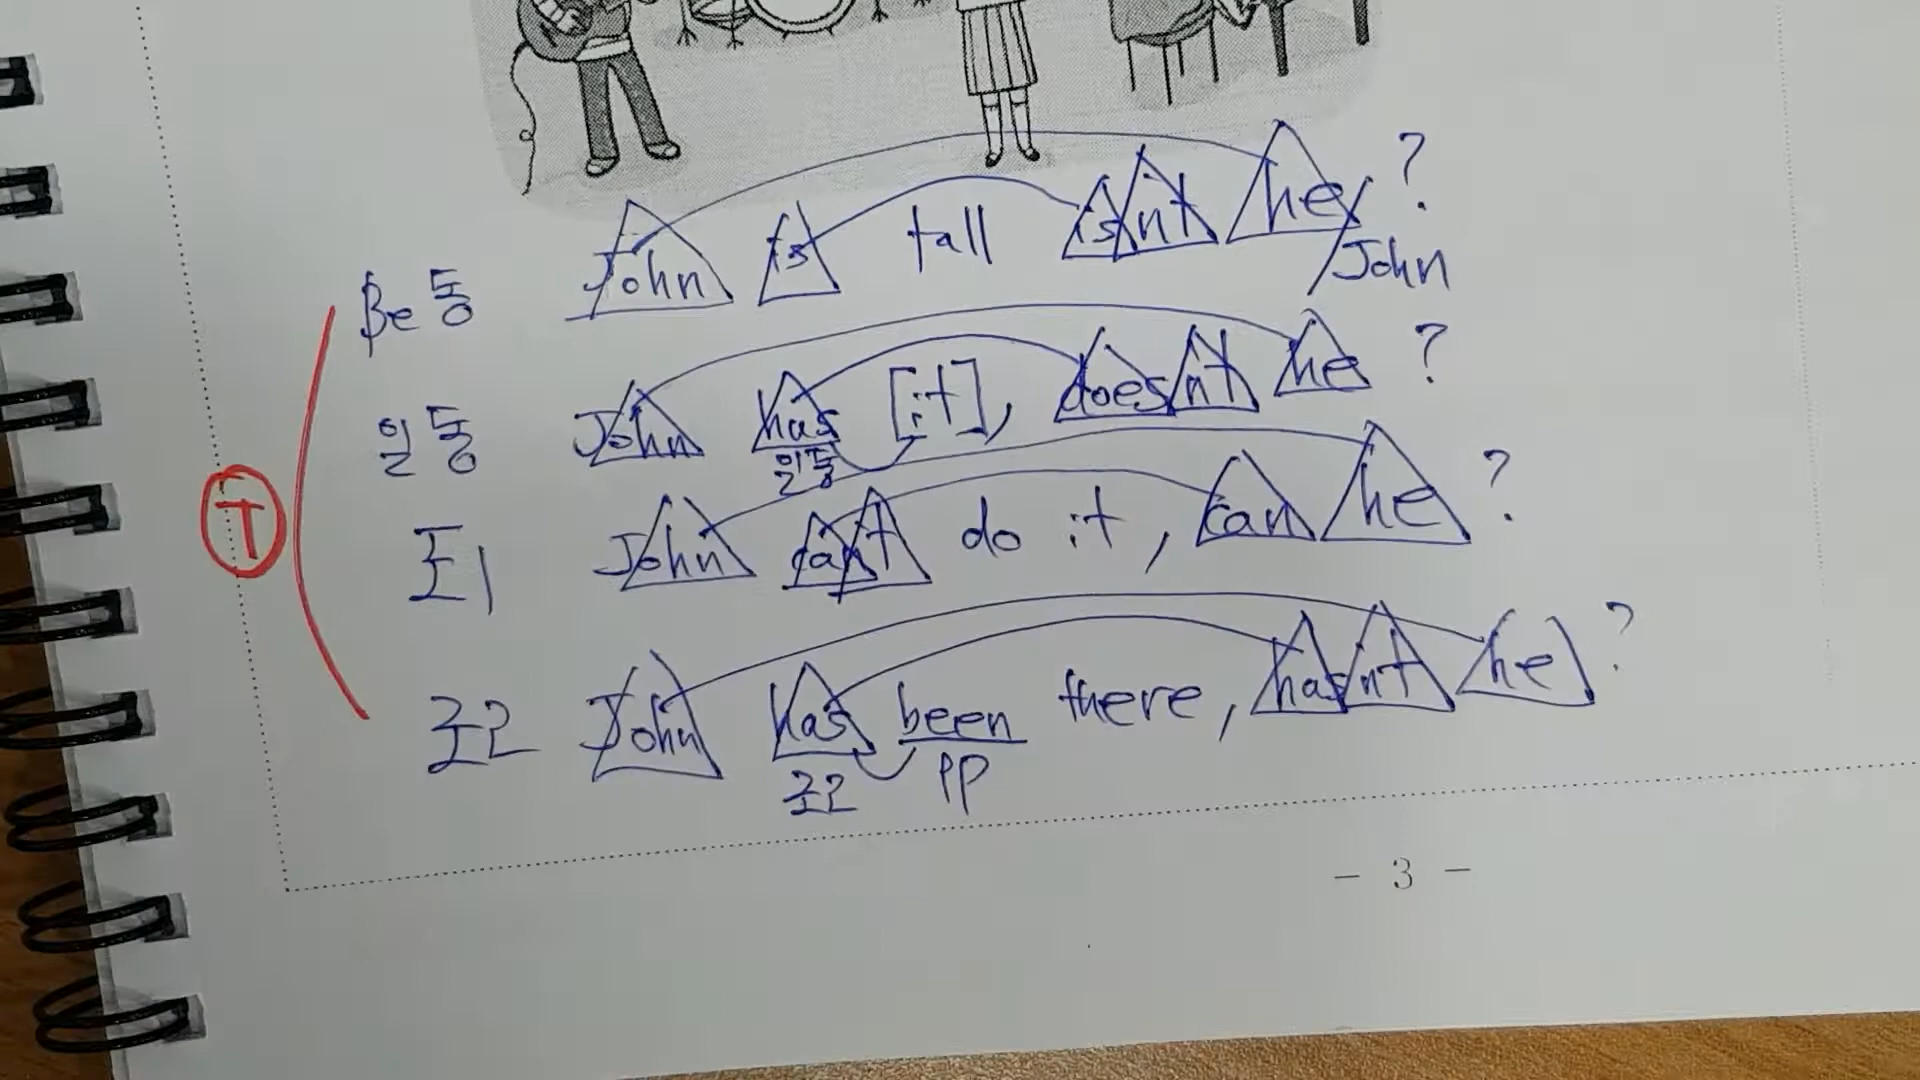 Be동 John is tall isn't he?
John
일동 John has [it], doesn't he?
일동
T
조1 John can't do it, can he?
조2 John has been there, hasn't he?
조2 PP
- 3 -